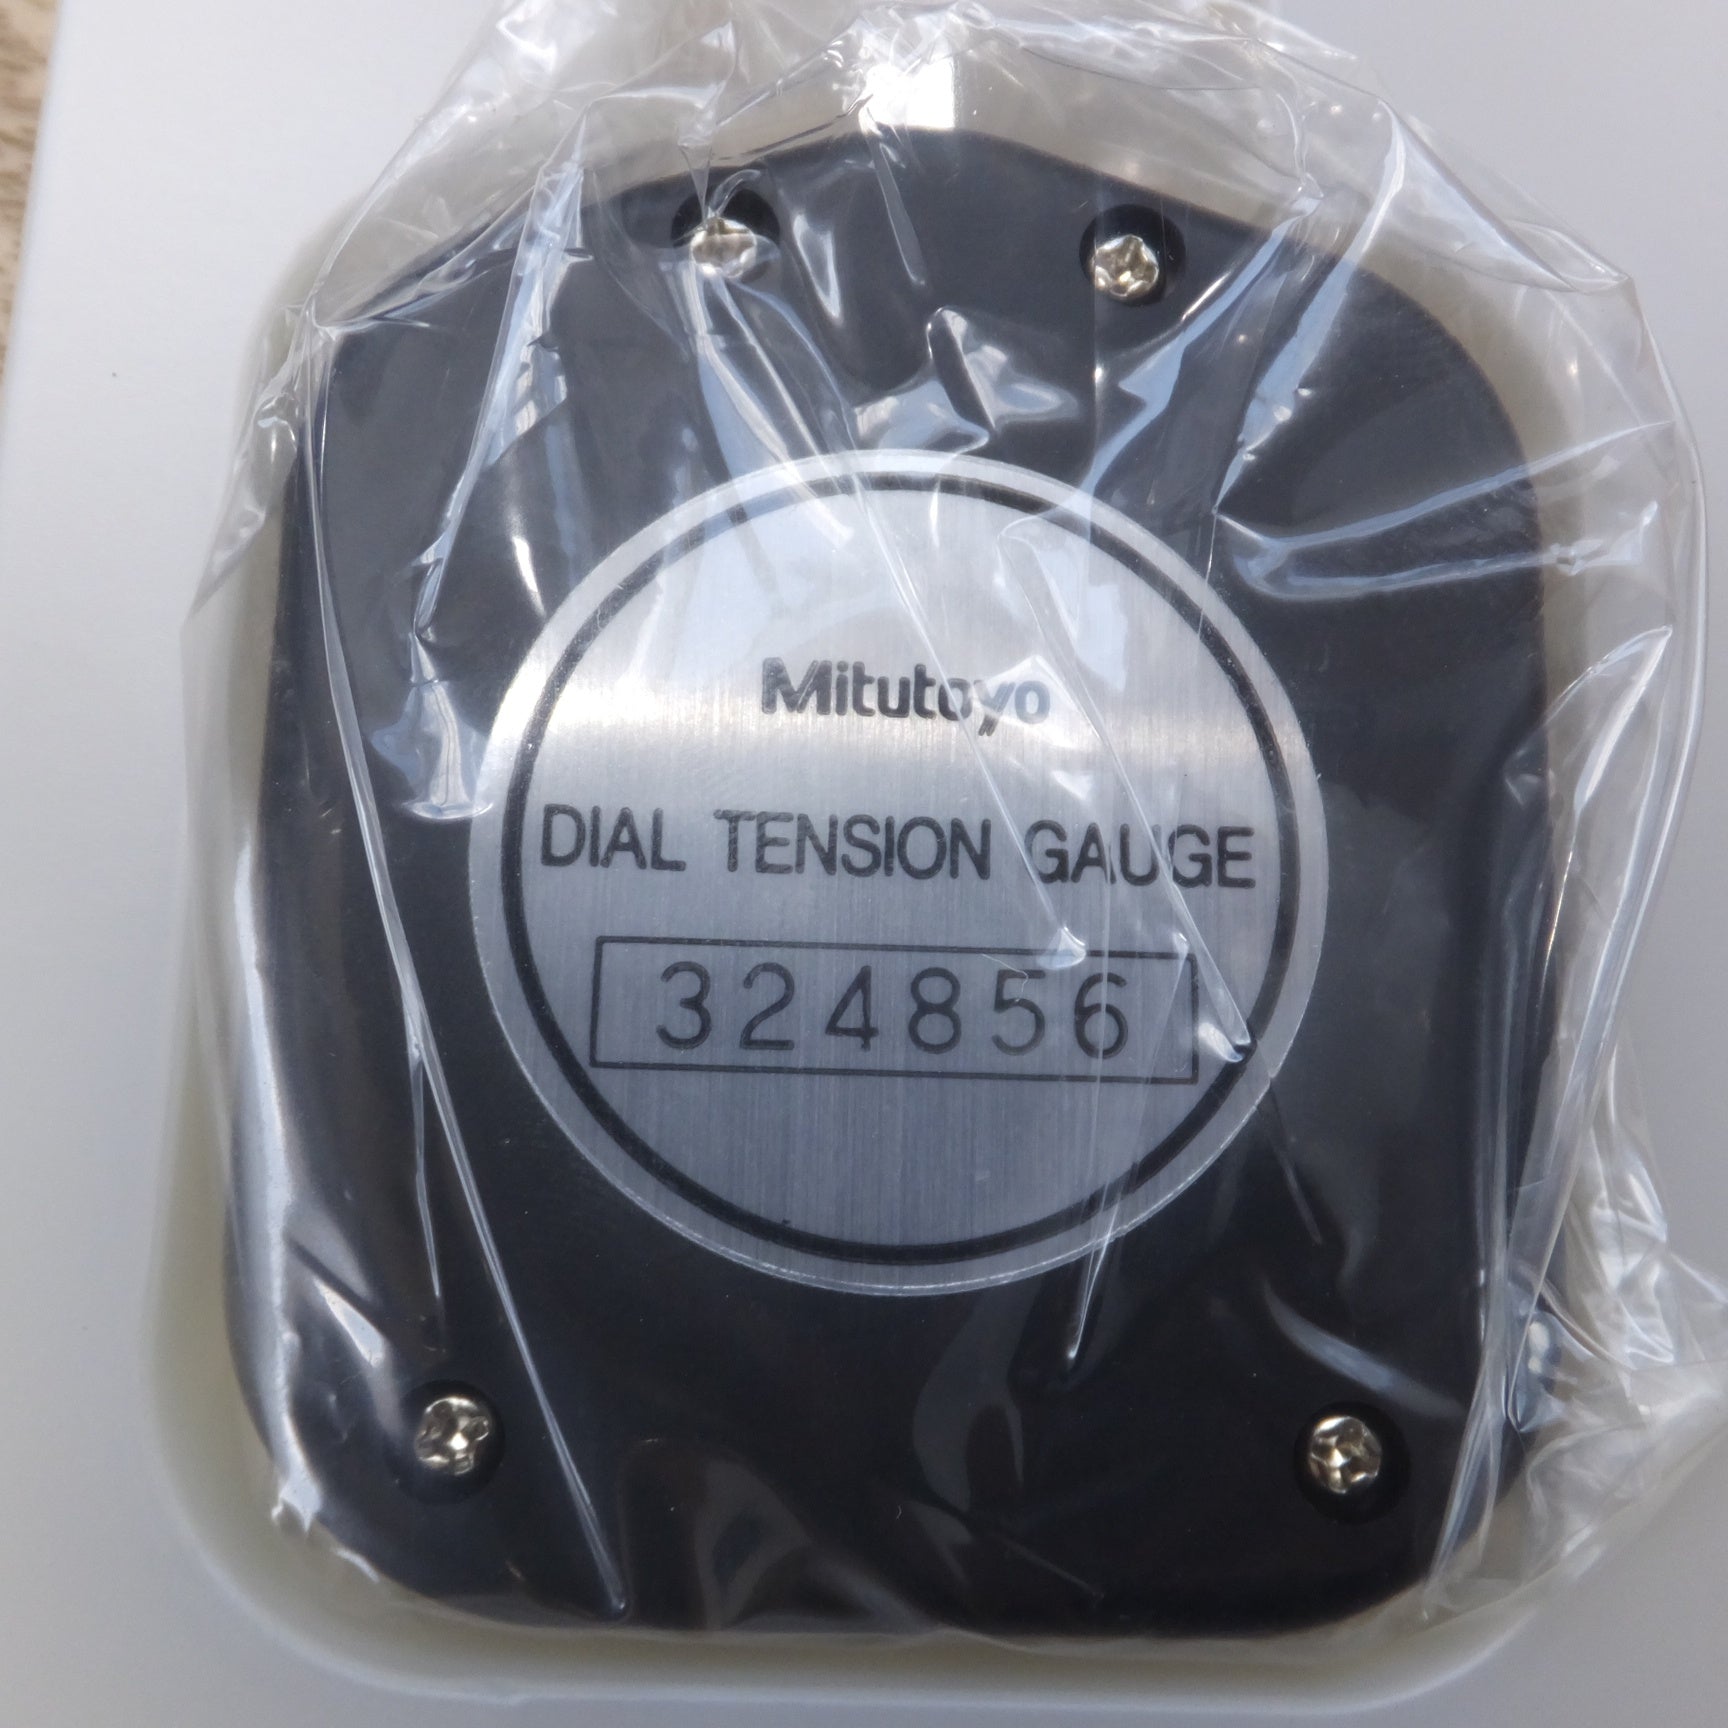 Mitutoyo
DIAL TENSION GAUGE
324856